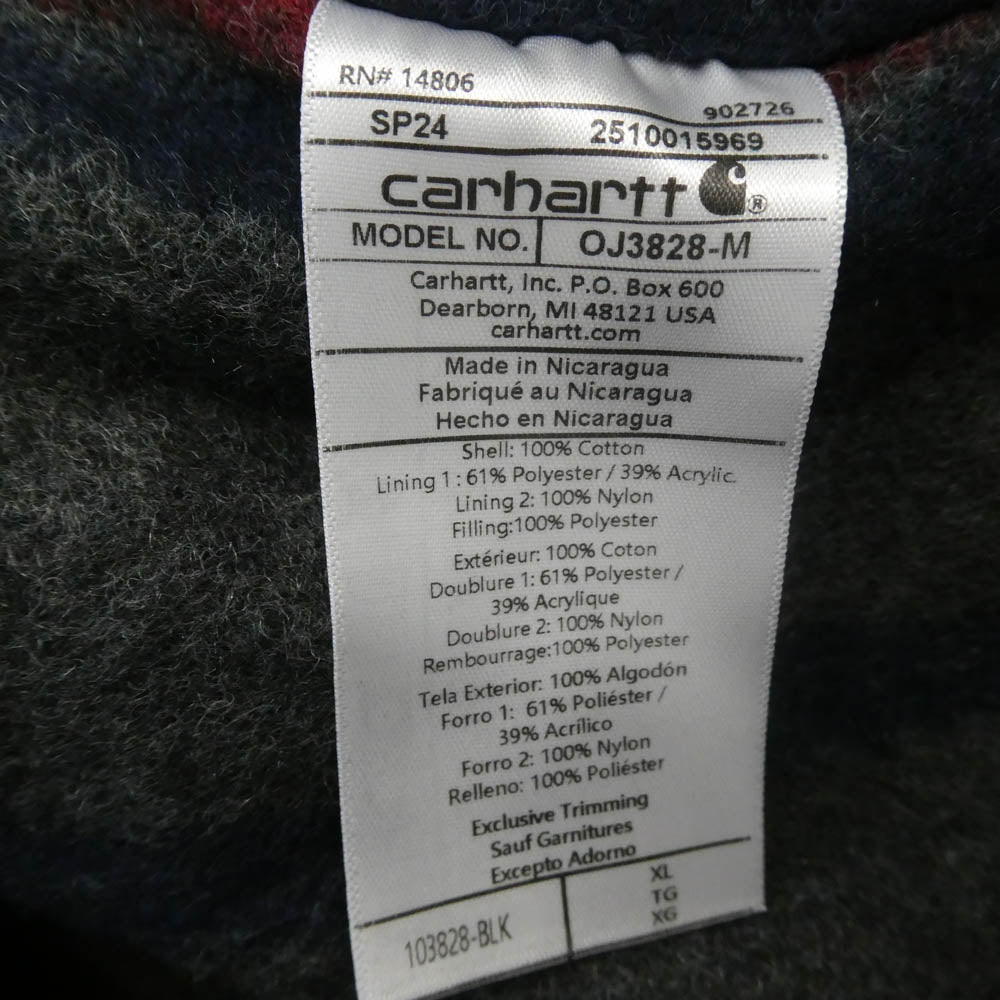 RN# 14806
902726
SP24 2510015969
carhartt ®
MODEL NO. OJ3828-M
Carhartt, Inc. P.O. Box 600
Dearborn, MI 48121 USA
carhartt.com
Made in Nicaragua
Fabriqué au Nicaragua
Hecho en Nicaragua
Shell: 100% Cotton
Lining 1 : 61% Polyester / 39% Acrylic.
Lining 2: 100% Nylon
Filling:100% Polyester
Extérieur: 100% Coton
Doublure 1: 61% Polyester /
39% Acrylique
Doublure 2: 100% Nylon
Rembourrage:100% Polyester
Tela Exterior: 100% Algodón
Forro 1: 61% Poliéster /
39% Acrílico
Forro 2: 100% Nylon
Relleno: 100% Poliéster
Exclusive Trimming
Sauf Garnitures
Excepto Adorno
XL
TG
XG
103828-BLK